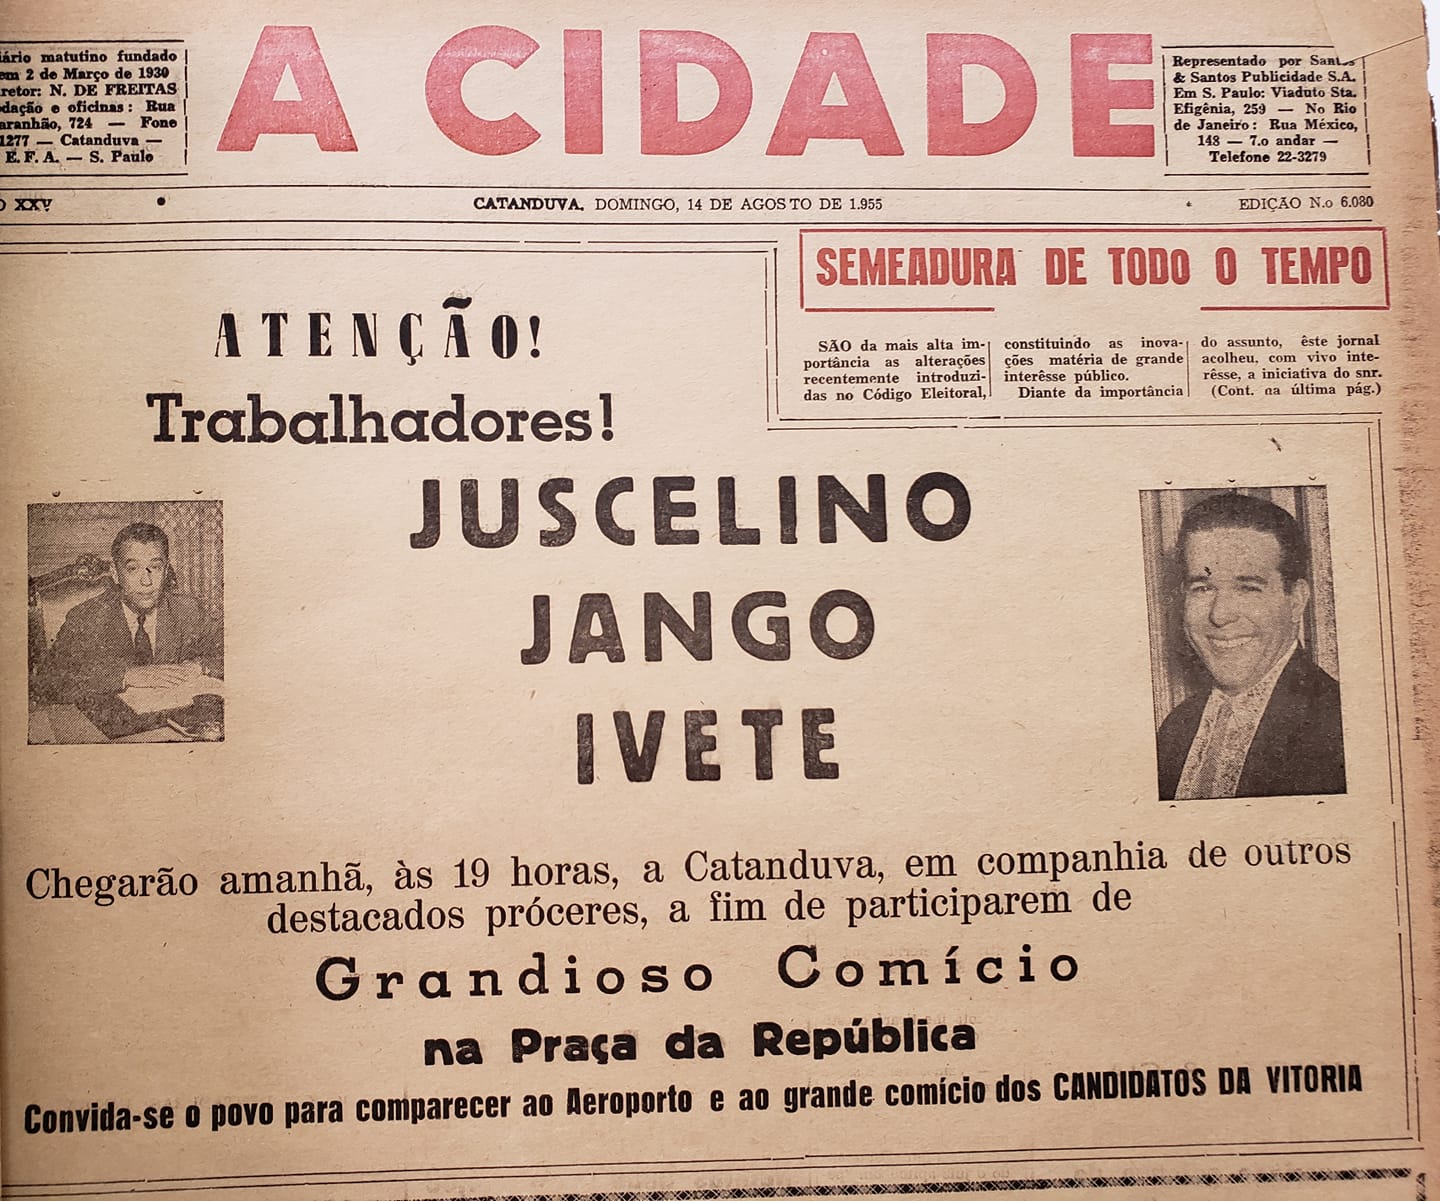 iário matutino fundado
em 2 de Março de 1930
retor: N. DE FREITAS
dação e oficinas: Rua
aranhão, 724 — Fone
1277 — Catanduva —
E. F. A. — S. Paulo
A CIDADE
Representado por Santos
& Santos Publicidade S.A.
Em S. Paulo: Viaduto Sta.
Efigênia, 259 — No Rio
de Janeiro: Rua México,
148 — 7.o andar —
Telefone 22-3279
O XXV
CATANDUVA, DOMINGO, 14 DE AGOSTO DE 1.955
EDIÇÃO N.o 6.080
SEMEADURA DE TODO O TEMPO
SÃO da mais alta im-
portância as alterações
recentemente introduzi-
das no Código Eleitoral,
constituindo as inova-
ções matéria de grande
interêsse público.
Diante da importância
do assunto, êste jornal
acolheu, com vivo inte-
rêsse, a iniciativa do snr.
(Cont. na última pág.)
ATENÇÃO!
Trabalhadores!
JUSCELINO
JANGO
IVETE
Chegarão amanhã, às 19 horas, a Catanduva, em companhia de outros
destacados próceres, a fim de participarem de
Grandioso Comício
na Praça da República
Convida-se o povo para comparecer ao Aeroporto e ao grande comício dos CANDIDATOS DA VITORIA